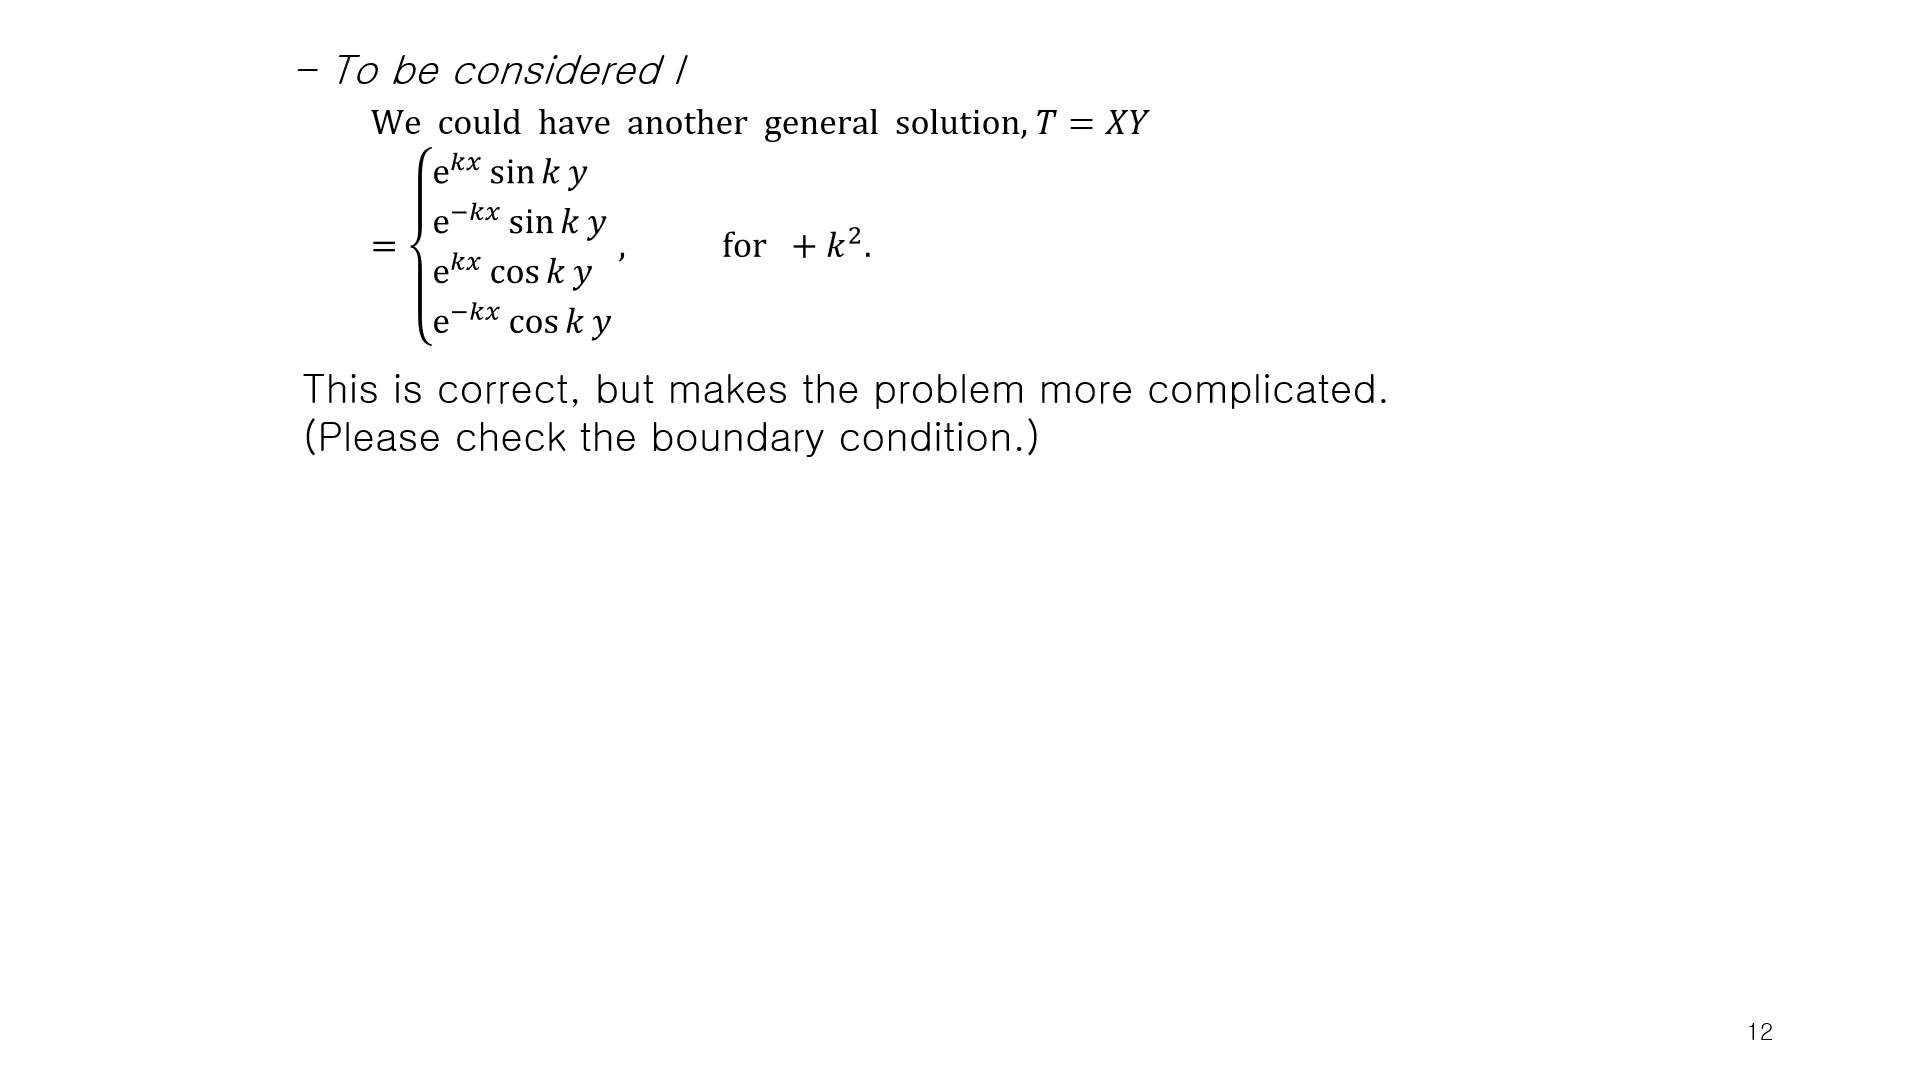 – To be considered I
We could have another general solution, T = XY
= { e^{kx} sin k y
e^{−kx} sin k y
e^{kx} cos k y
e^{−kx} cos k y , for + k².
This is correct, but makes the problem more complicated.
(Please check the boundary condition.)
12